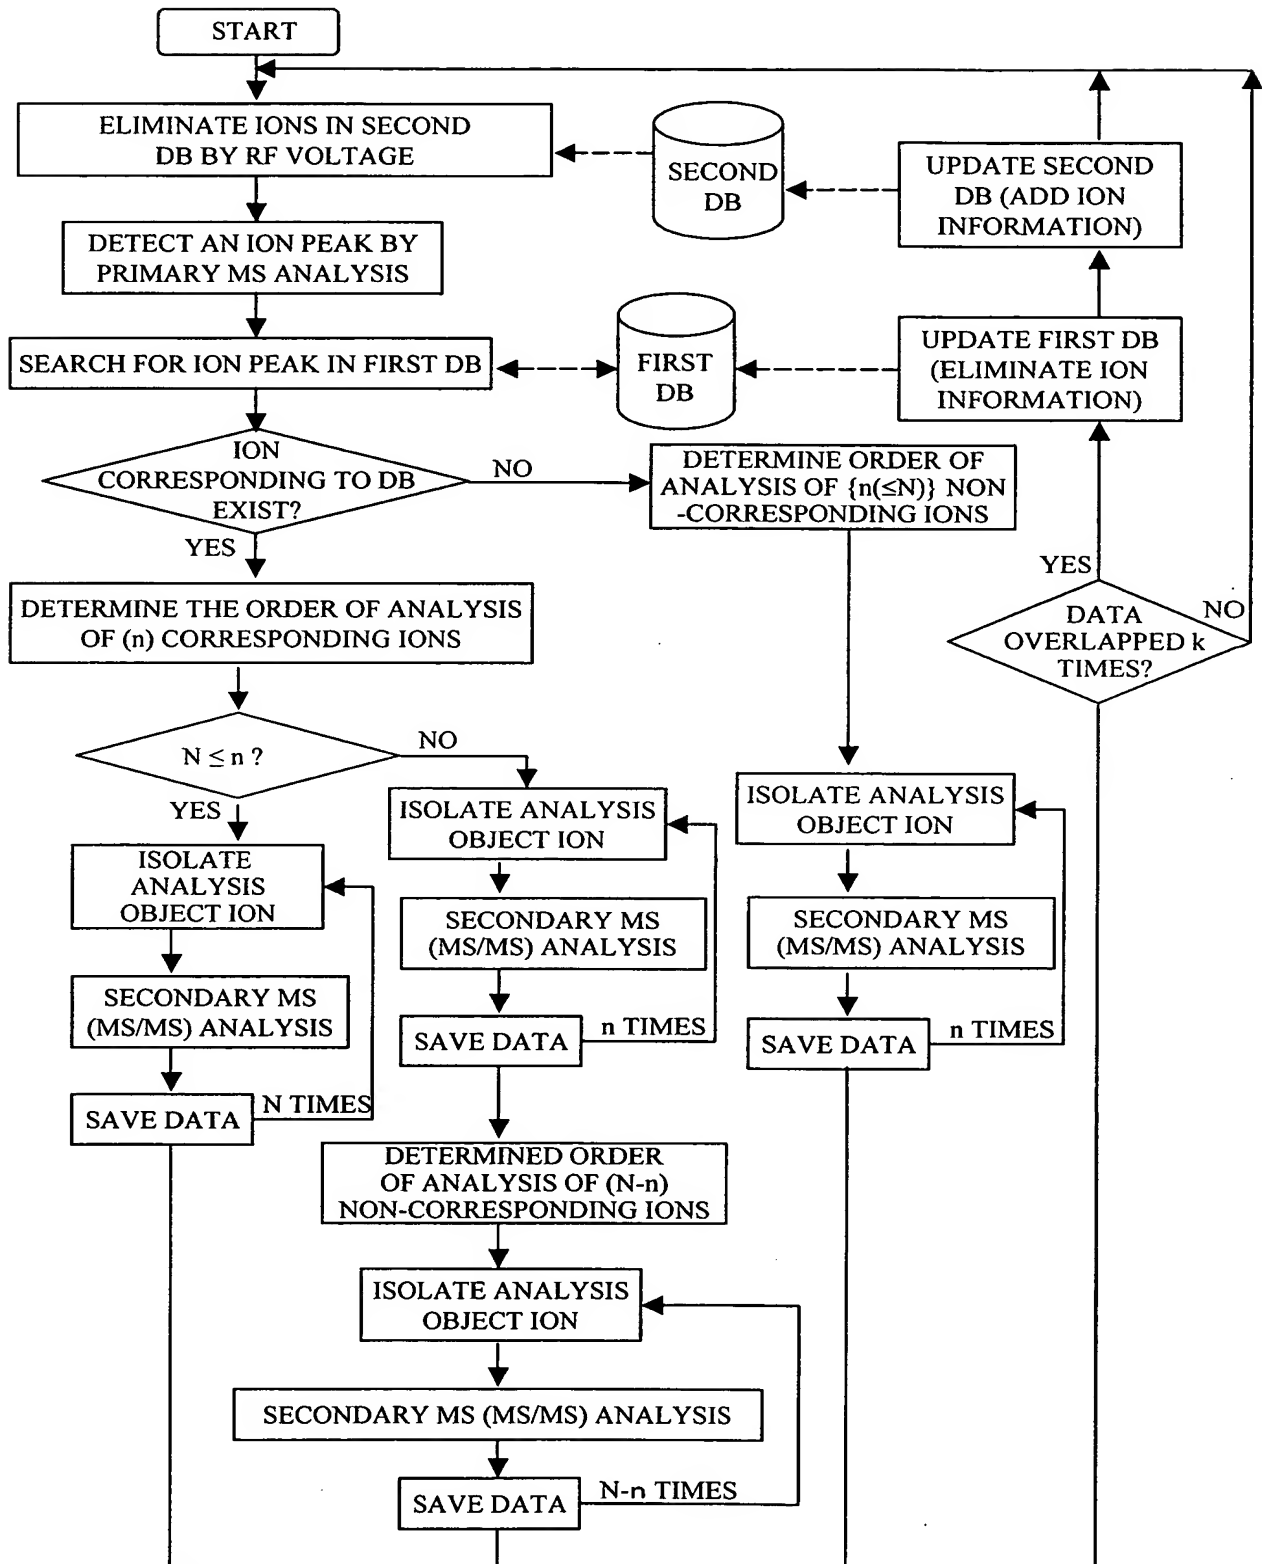 START
ELIMINATE IONS IN SECOND
DB BY RF VOLTAGE
SECOND
DB
UPDATE SECOND
DB (ADD ION
INFORMATION)
DETECT AN ION PEAK BY
PRIMARY MS ANALYSIS
SEARCH FOR ION PEAK IN FIRST DB
FIRST
DB
UPDATE FIRST DB
(ELIMINATE ION
INFORMATION)
ION
CORRESPONDING TO DB
EXIST?
NO
YES
DETERMINE ORDER OF
ANALYSIS OF {n(≤N)} NON
-CORRESPONDING IONS
YES
NO
DATA
OVERLAPPED k
TIMES?
DETERMINE THE ORDER OF ANALYSIS
OF (n) CORRESPONDING IONS
N ≤ n ?
NO
YES
ISOLATE
ANALYSIS
OBJECT ION
SECONDARY MS
(MS/MS) ANALYSIS
SAVE DATA
N TIMES
ISOLATE ANALYSIS
OBJECT ION
SECONDARY MS
(MS/MS) ANALYSIS
SAVE DATA
n TIMES
DETERMINED ORDER
OF ANALYSIS OF (N-n)
NON-CORRESPONDING IONS
ISOLATE ANALYSIS
OBJECT ION
SECONDARY MS (MS/MS) ANALYSIS
SAVE DATA
N-n TIMES
ISOLATE ANALYSIS
OBJECT ION
SECONDARY MS
(MS/MS) ANALYSIS
SAVE DATA
n TIMES